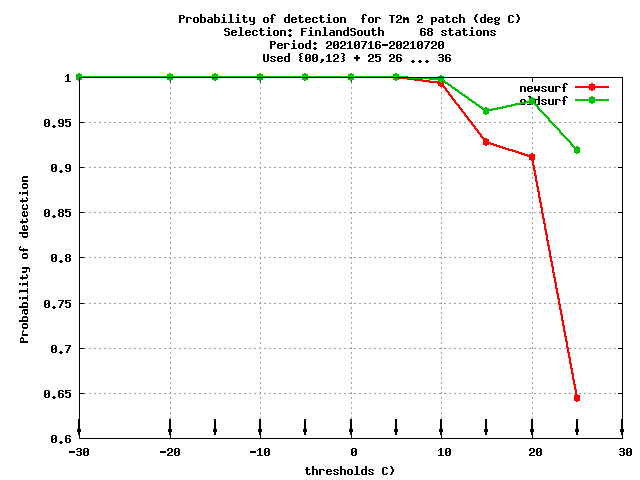 Probability of detection  for T2m 2 patch (deg C)
Selection: FinlandSouth     68 stations
Period: 20210716-20210720
Used {00,12} + 25 26 ... 36
newsurf
oldsurf
Probability of detection
1
0.95
0.9
0.85
0.8
0.75
0.7
0.65
0.6
-30 -20 -10 0 10 20 30
thresholds C)